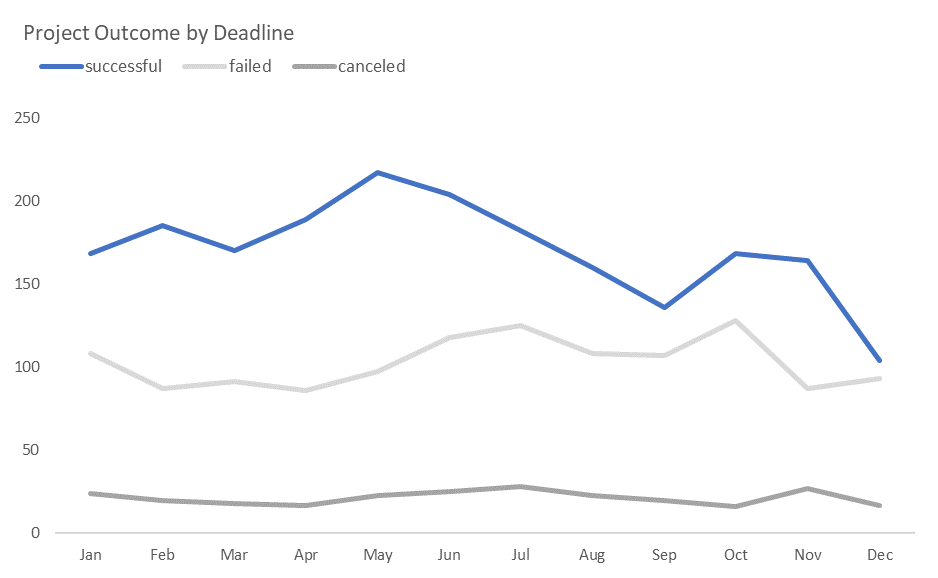 Project Outcome by Deadline
successful failed canceled
250
200
150
100
50
0
Jan Feb Mar Apr May Jun Jul Aug Sep Oct Nov Dec